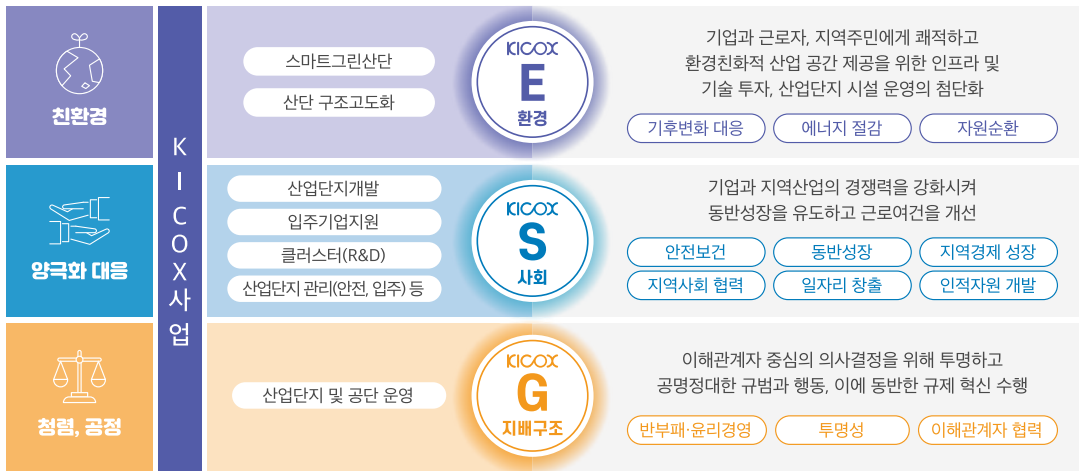 친환경
KICOX사업
스마트그린산단
산단 구조고도화
KICOX
E
환경
기업과 근로자, 지역주민에게 쾌적하고
환경친화적 산업 공간 제공을 위한 인프라 및
기술 투자, 산업단지 시설 운영의 첨단화
기후변화 대응
에너지 절감
자원순환
양극화 대응
산업단지개발
입주기업지원
클러스터(R&D)
산업단지 관리(안전, 입주) 등
KICOX
S
사회
기업과 지역산업의 경쟁력을 강화시켜
동반성장을 유도하고 근로여건을 개선
안전보건
동반성장
지역경제 성장
지역사회 협력
일자리 창출
인적자원 개발
청렴, 공정
산업단지 및 공단 운영
KICOX
G
지배구조
이해관계자 중심의 의사결정을 위해 투명하고
공명정대한 규범과 행동, 이에 동반한 규제 혁신 수행
반부패·윤리경영
투명성
이해관계자 협력